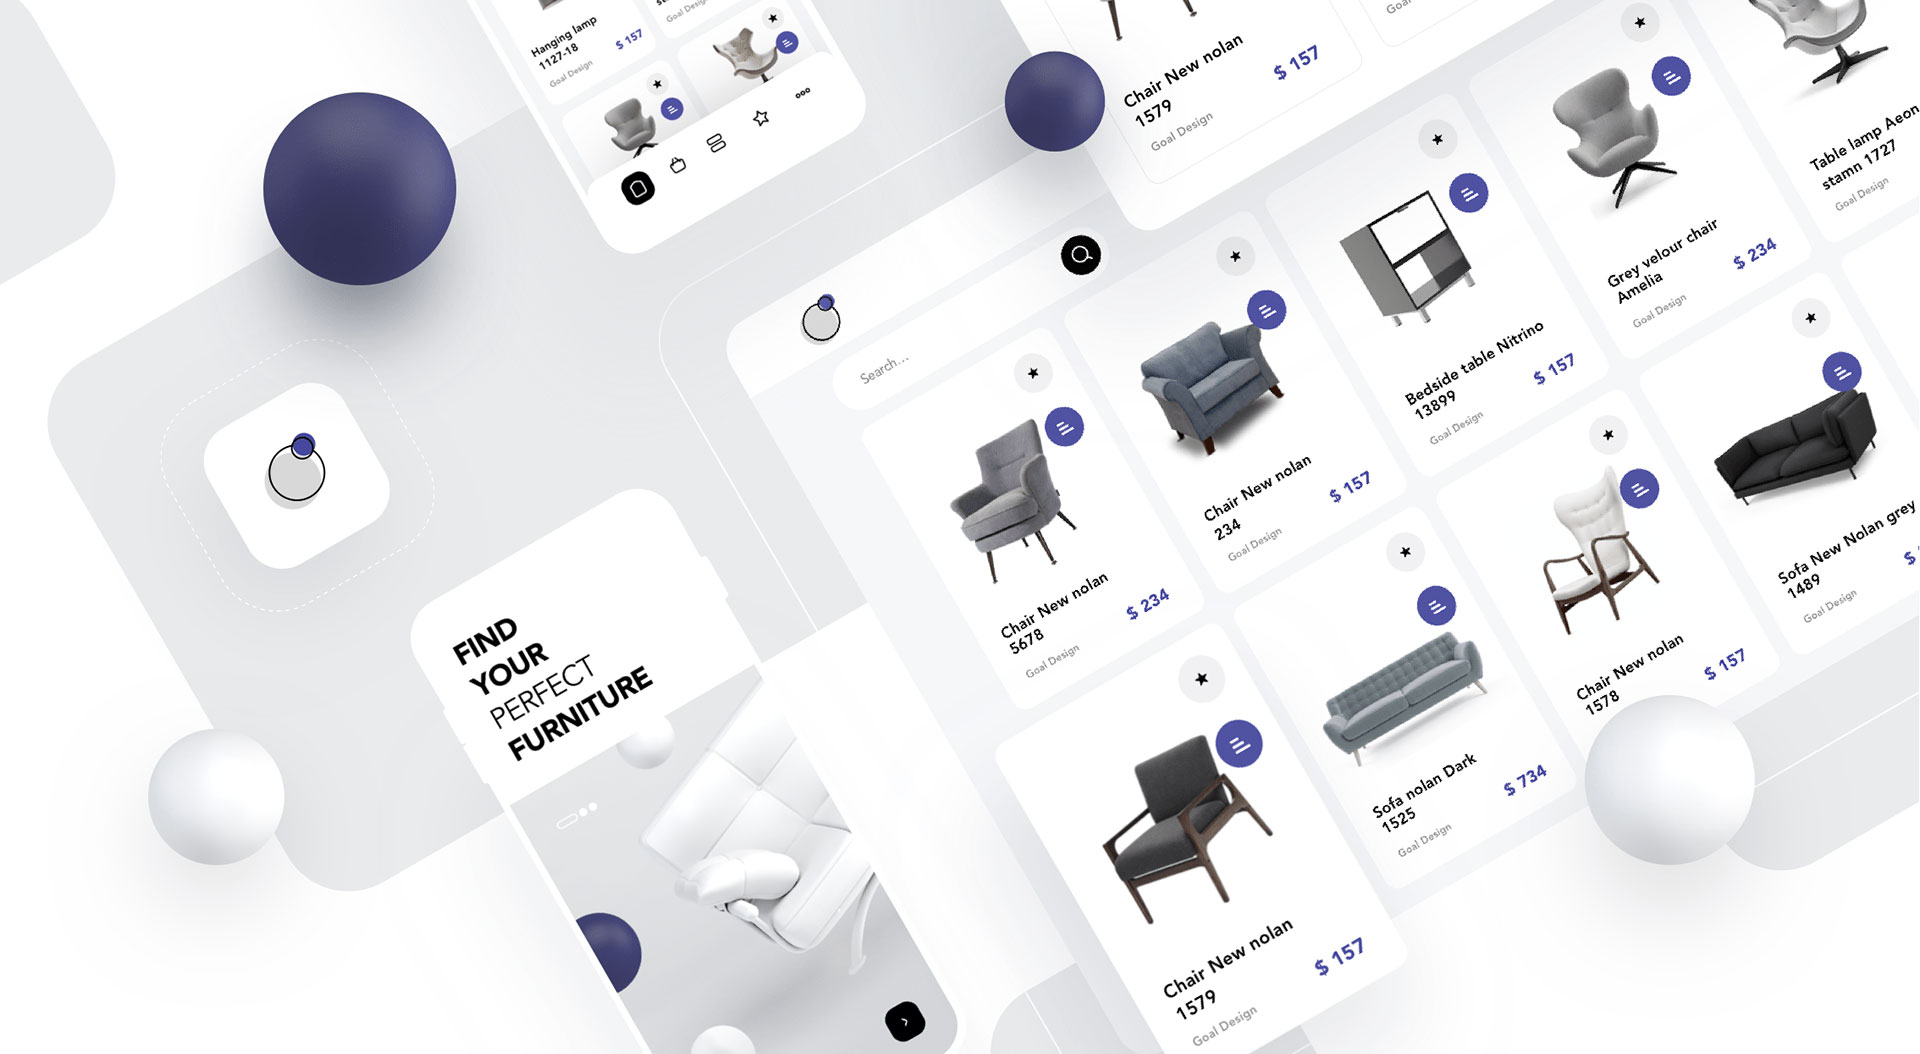 Hanging lamp
1127-18
$ 157
Goal Design
Goal Design
Chair New nolan
1579
$ 157
Goal Design
Search...
Chair New nolan
5678
$ 234
Goal Design
Chair New nolan
234
$ 157
Goal Design
Bedside table Nitrino
13899
$ 157
Goal Design
Grey velour chair
Amelia
$ 234
Goal Design
Table lamp Aeon
stamn 1727
Goal Design
FIND
YOUR
PERFECT
FURNITURE
Chair New nolan
1579
$ 157
Goal Design
Sofa nolan Dark
1525
$ 734
Goal Design
Chair New nolan
1578
$ 157
Sofa New Nolan grey
1489
$
Goal Design